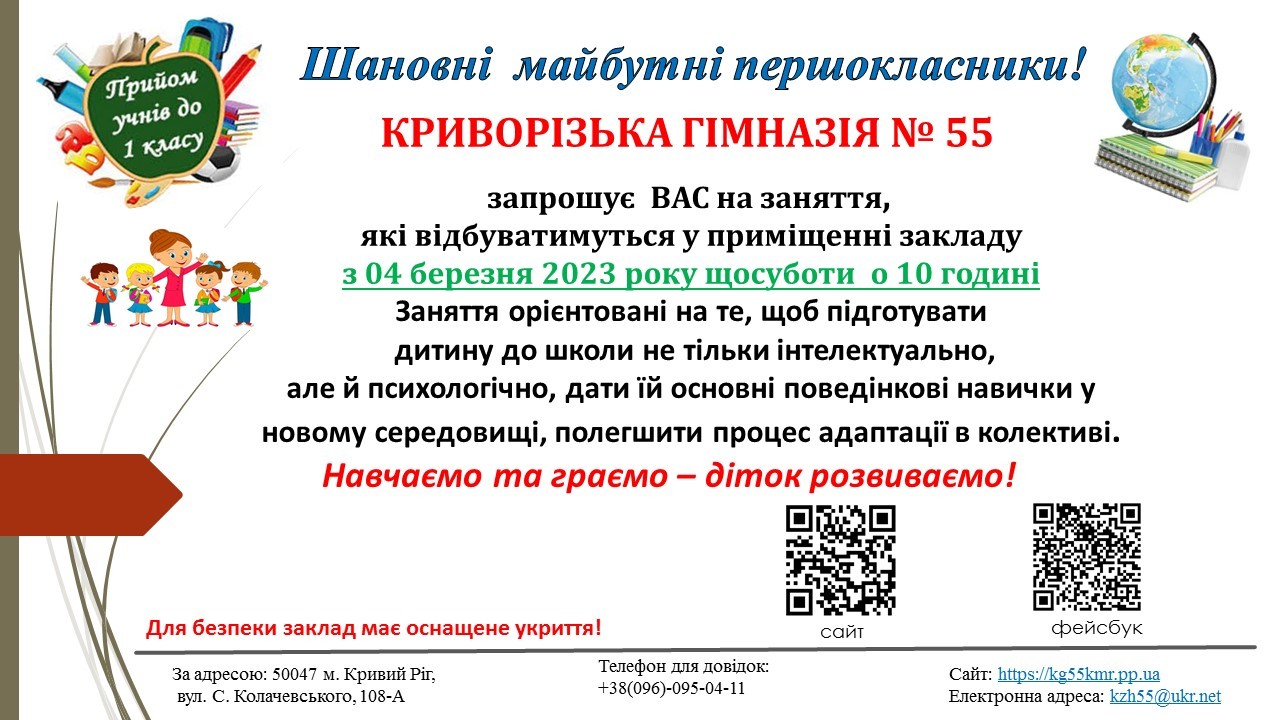 Прийом
учнів до
1 класу
Шановні майбутні першокласники!
КРИВОРІЗЬКА ГІМНАЗІЯ № 55
запрошує ВАС на заняття,
які відбуватимуться у приміщенні закладу
з 04 березня 2023 року щосуботи о 10 годині
Заняття орієнтовані на те, щоб підготувати
дитину до школи не тільки інтелектуально,
але й психологічно, дати їй основні поведінкові навички у
новому середовищі, полегшити процес адаптації в колективі.
Навчаємо та граємо – діток розвиваємо!
сайт
фейсбук
Для безпеки заклад має оснащене укриття!
За адресою: 50047 м. Кривий Ріг,
вул. С. Колачевського, 108-А
Телефон для довідок:
+38(096)-095-04-11
Сайт: https://kg55kmr.pp.ua
Електронна адреса: kzh55@ukr.net